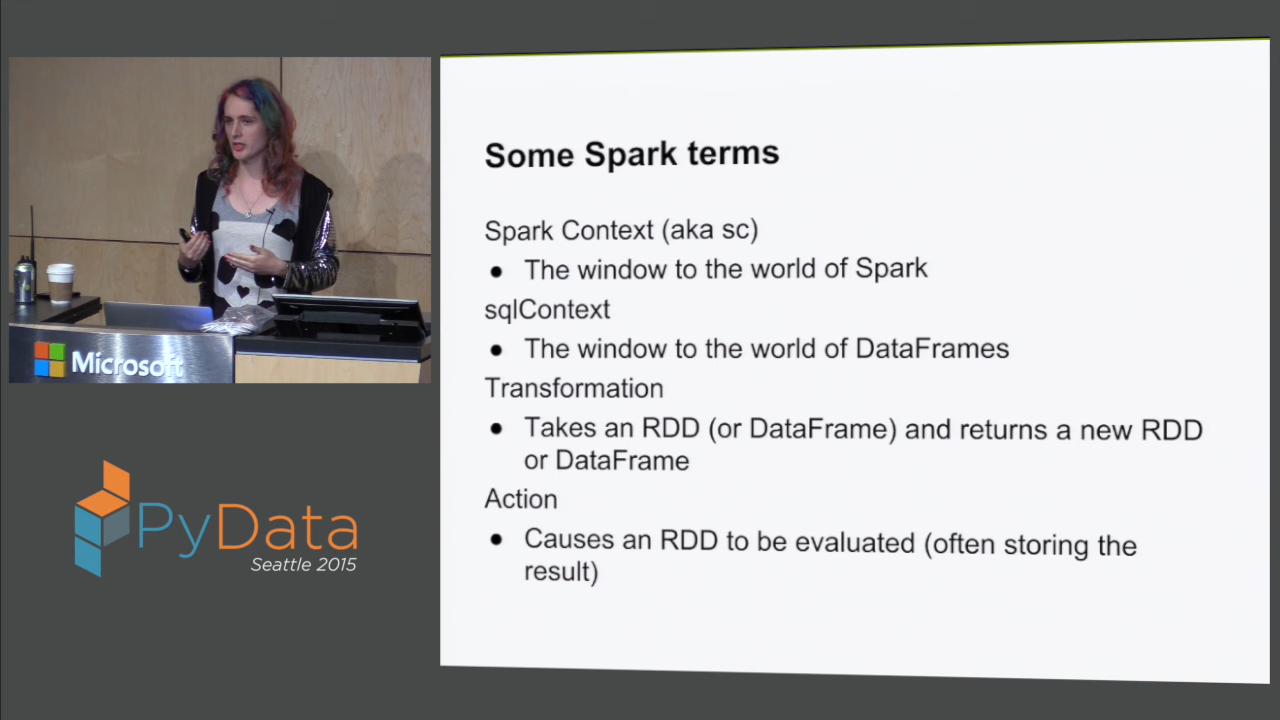 Some Spark terms
Spark Context (aka sc)
● The window to the world of Spark
sqlContext
● The window to the world of DataFrames
Transformation
● Takes an RDD (or DataFrame) and returns a new RDD
or DataFrame
Action
● Causes an RDD to be evaluated (often storing the
result)
Microsoft
PyData
Seattle 2015